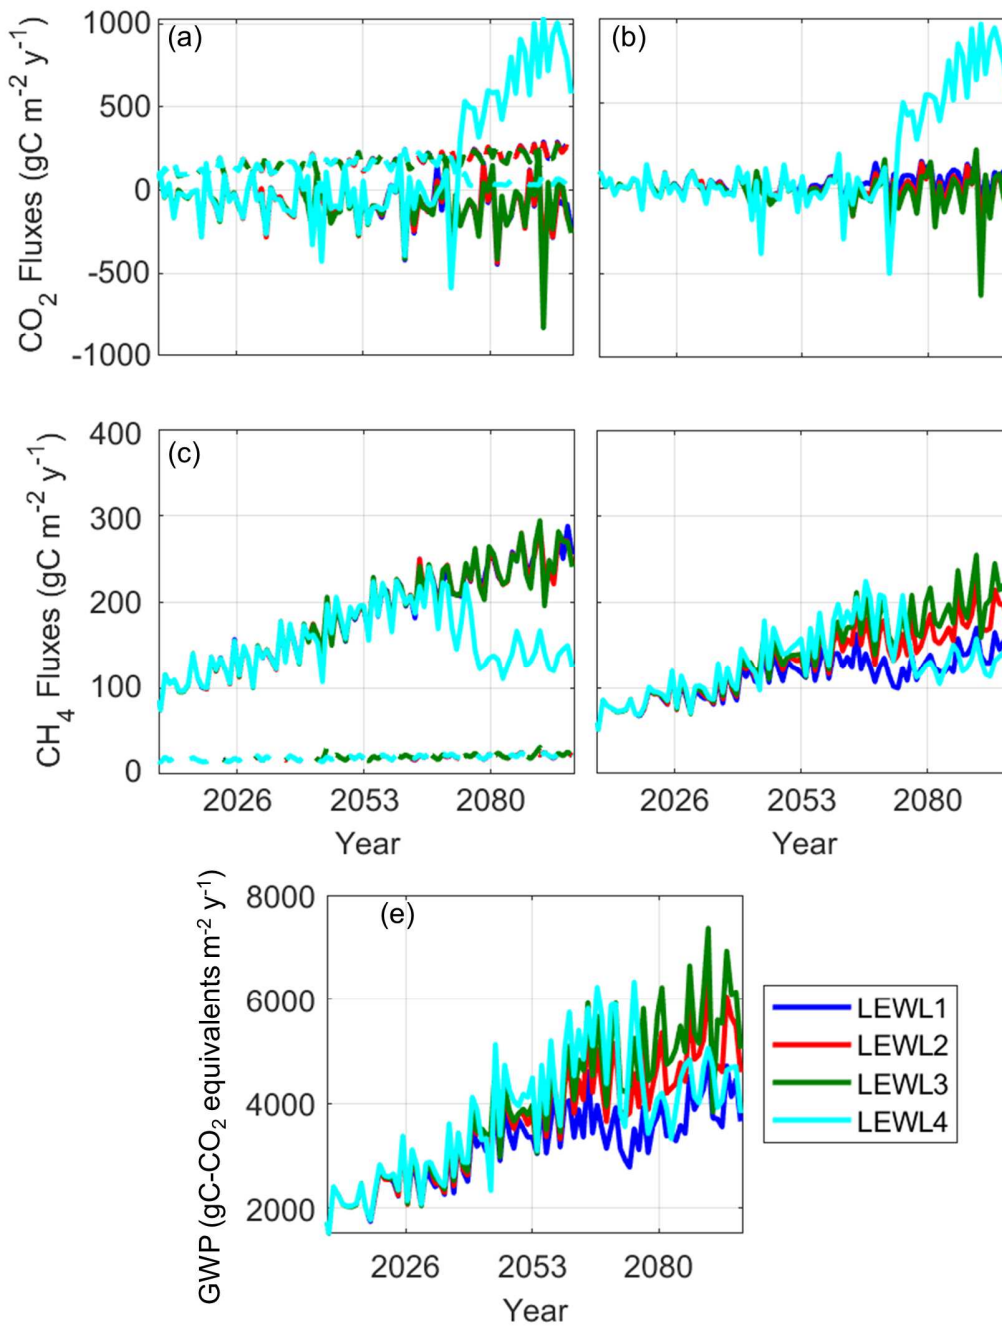 (a)
(b)
CO2 Fluxes (gC m-2 y-1)
1000
500
0
-500
-1000
(c)
CH4 Fluxes (gC m-2 y-1)
400
300
200
100
0
2026 2053 2080
2026 2053 2080
Year
Year
(e)
GWP (gC-CO2 equivalents m-2 y-1)
8000
6000
4000
2000
2026 2053 2080
Year
LEWL1
LEWL2
LEWL3
LEWL4